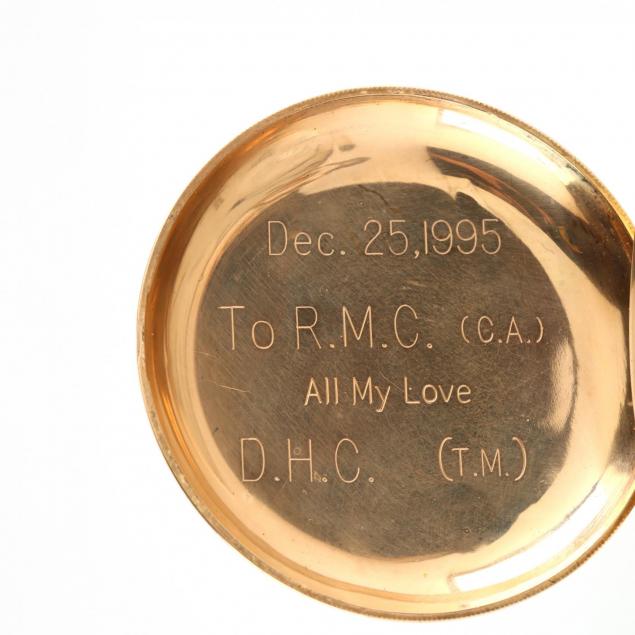 Dec. 25,1995
To R.M.C. (C.A.)
All My Love
D.H.C. (T.M.)